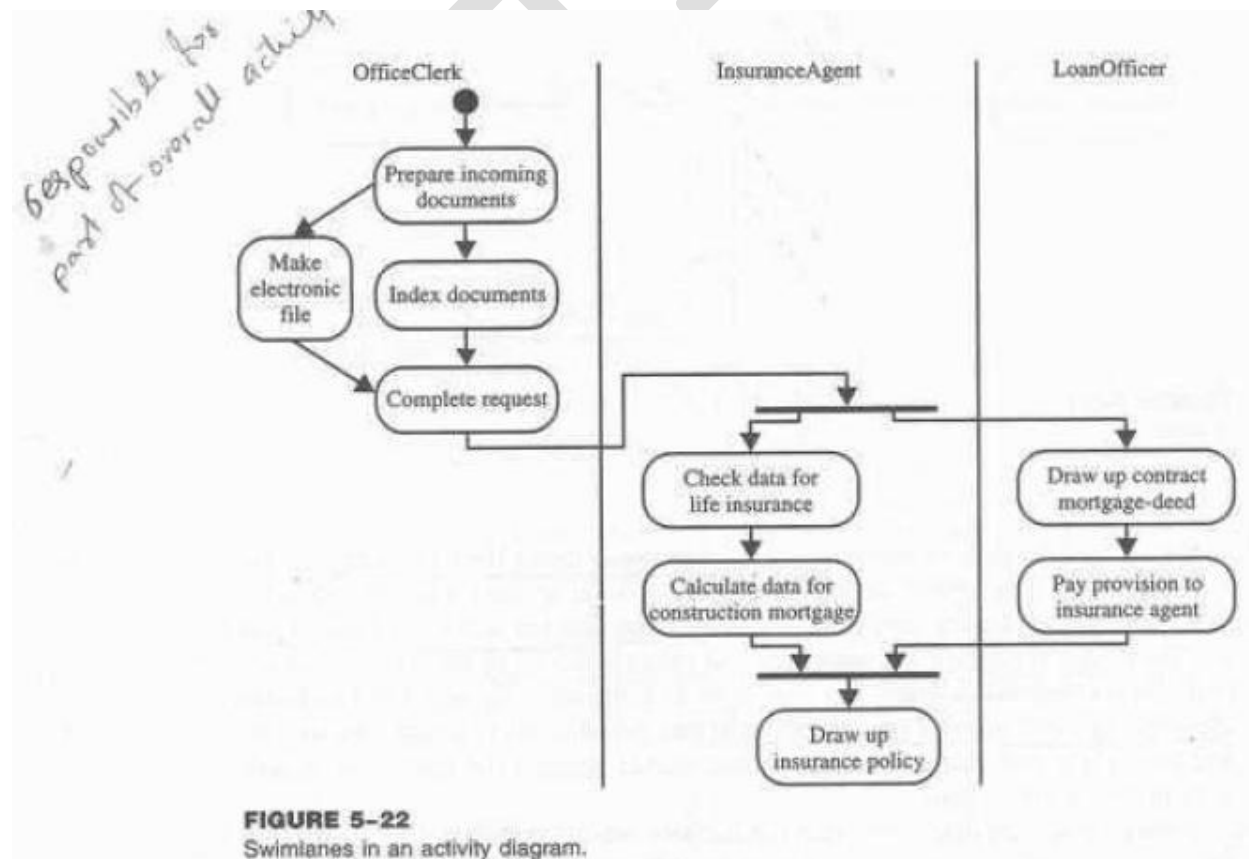 responsible for
part of overall activity
OfficeClerk
InsuranceAgent
LoanOfficer
Prepare incoming
documents
Make
electronic
file
Index documents
Complete request
Check data for
life insurance
Draw up contract
mortgage-deed
Calculate data for
construction mortgage
Pay provision to
insurance agent
Draw up
insurance policy
FIGURE 5–22
Swimlanes in an activity diagram.